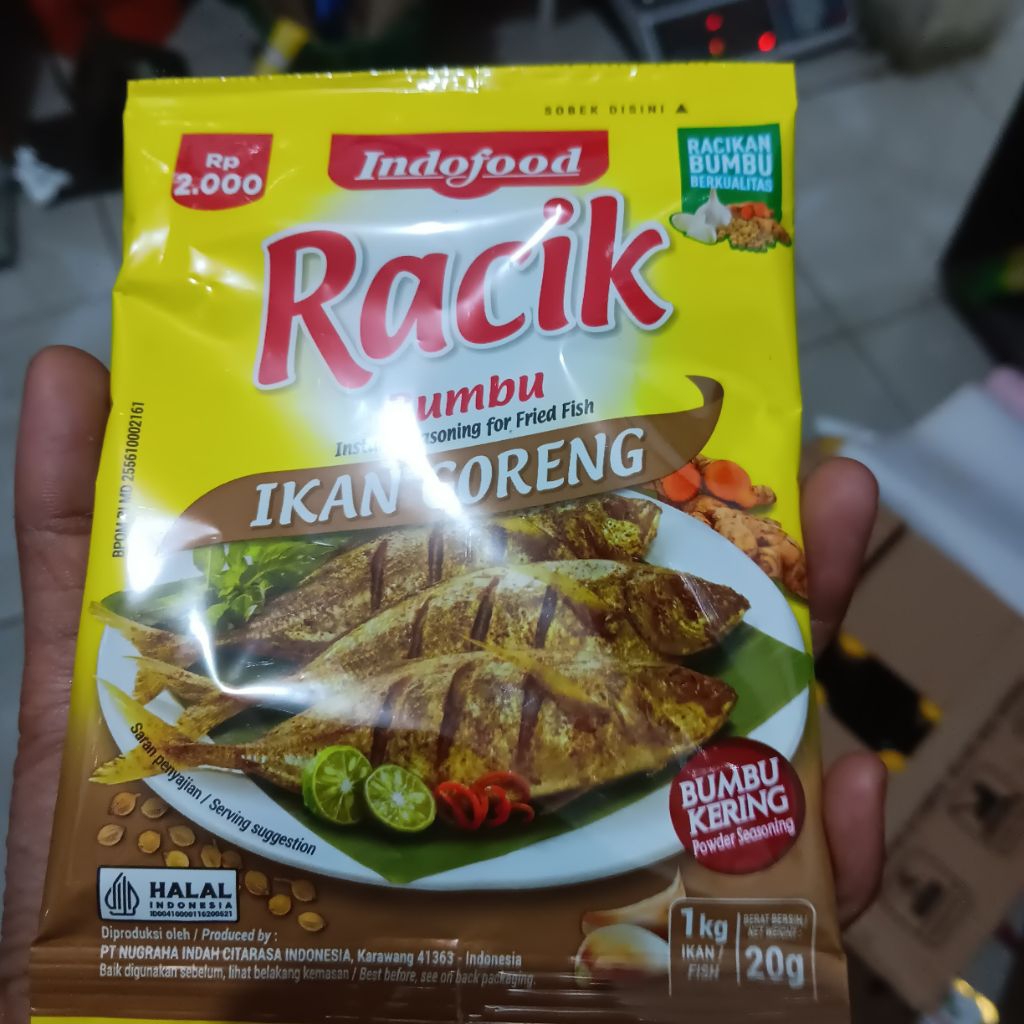 SOBEK DISINI
Rp
2.000
Indofood
RACIKAN
BUMBU
BERKUALITAS
Racik
Bumbu
Instant Seasoning for Fried Fish
IKAN GORENG
BPOM RI MD 256610002161
Saran penyajian / Serving suggestion
BUMBU
KERING
Powder Seasoning
HALAL
INDONESIA
ID00410000116200621
Diproduksi oleh / Produced by :
PT NUGRAHA INDAH CITARASA INDONESIA, Karawang 41363 - Indonesia
Baik digunakan sebelum, lihat belakang kemasan / Best before, see on back packaging.
1kg
IKAN /
FISH
BERAT BERSIH /
NET WEIGHT :
20g